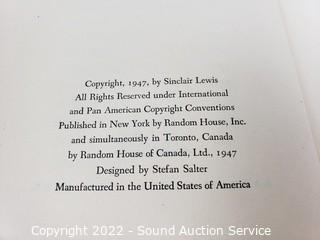 Copyright, 1947, by Sinclair Lewis
All Rights Reserved under International
and Pan American Copyright Conventions
Published in New York by Random House, Inc.
and simultaneously in Toronto, Canada
by Random House of Canada, Ltd., 1947
Designed by Stefan Salter
Manufactured in the United States of America
Copyright 2022 - Sound Auction Service